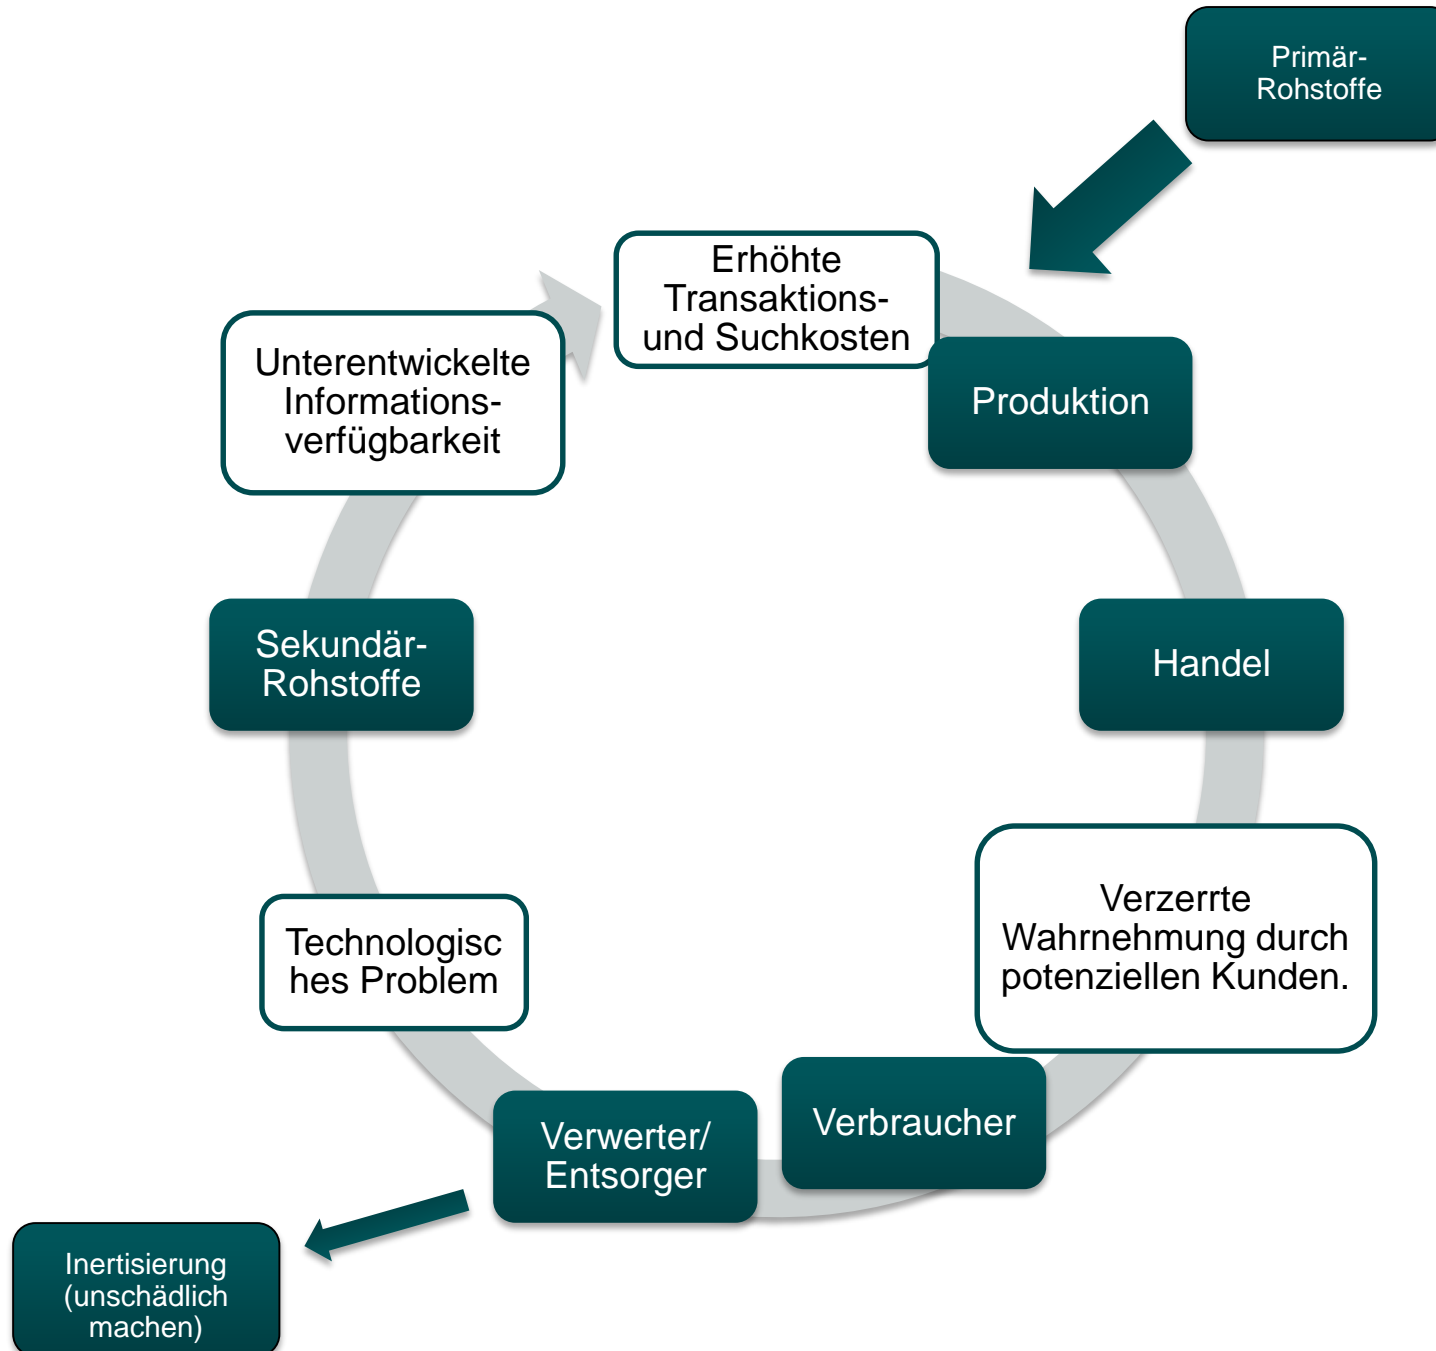 Primär-
Rohstoffe
Erhöhte
Transaktions-
und Suchkosten
Unterentwickelte
Informations-
verfügbarkeit
Produktion
Sekundär-
Rohstoffe
Handel
Verzerrte
Wahrnehmung durch
potenziellen Kunden.
Technologisc
hes Problem
Verbraucher
Verwerter/
Entsorger
Inertisierung
(unschädlich
machen)